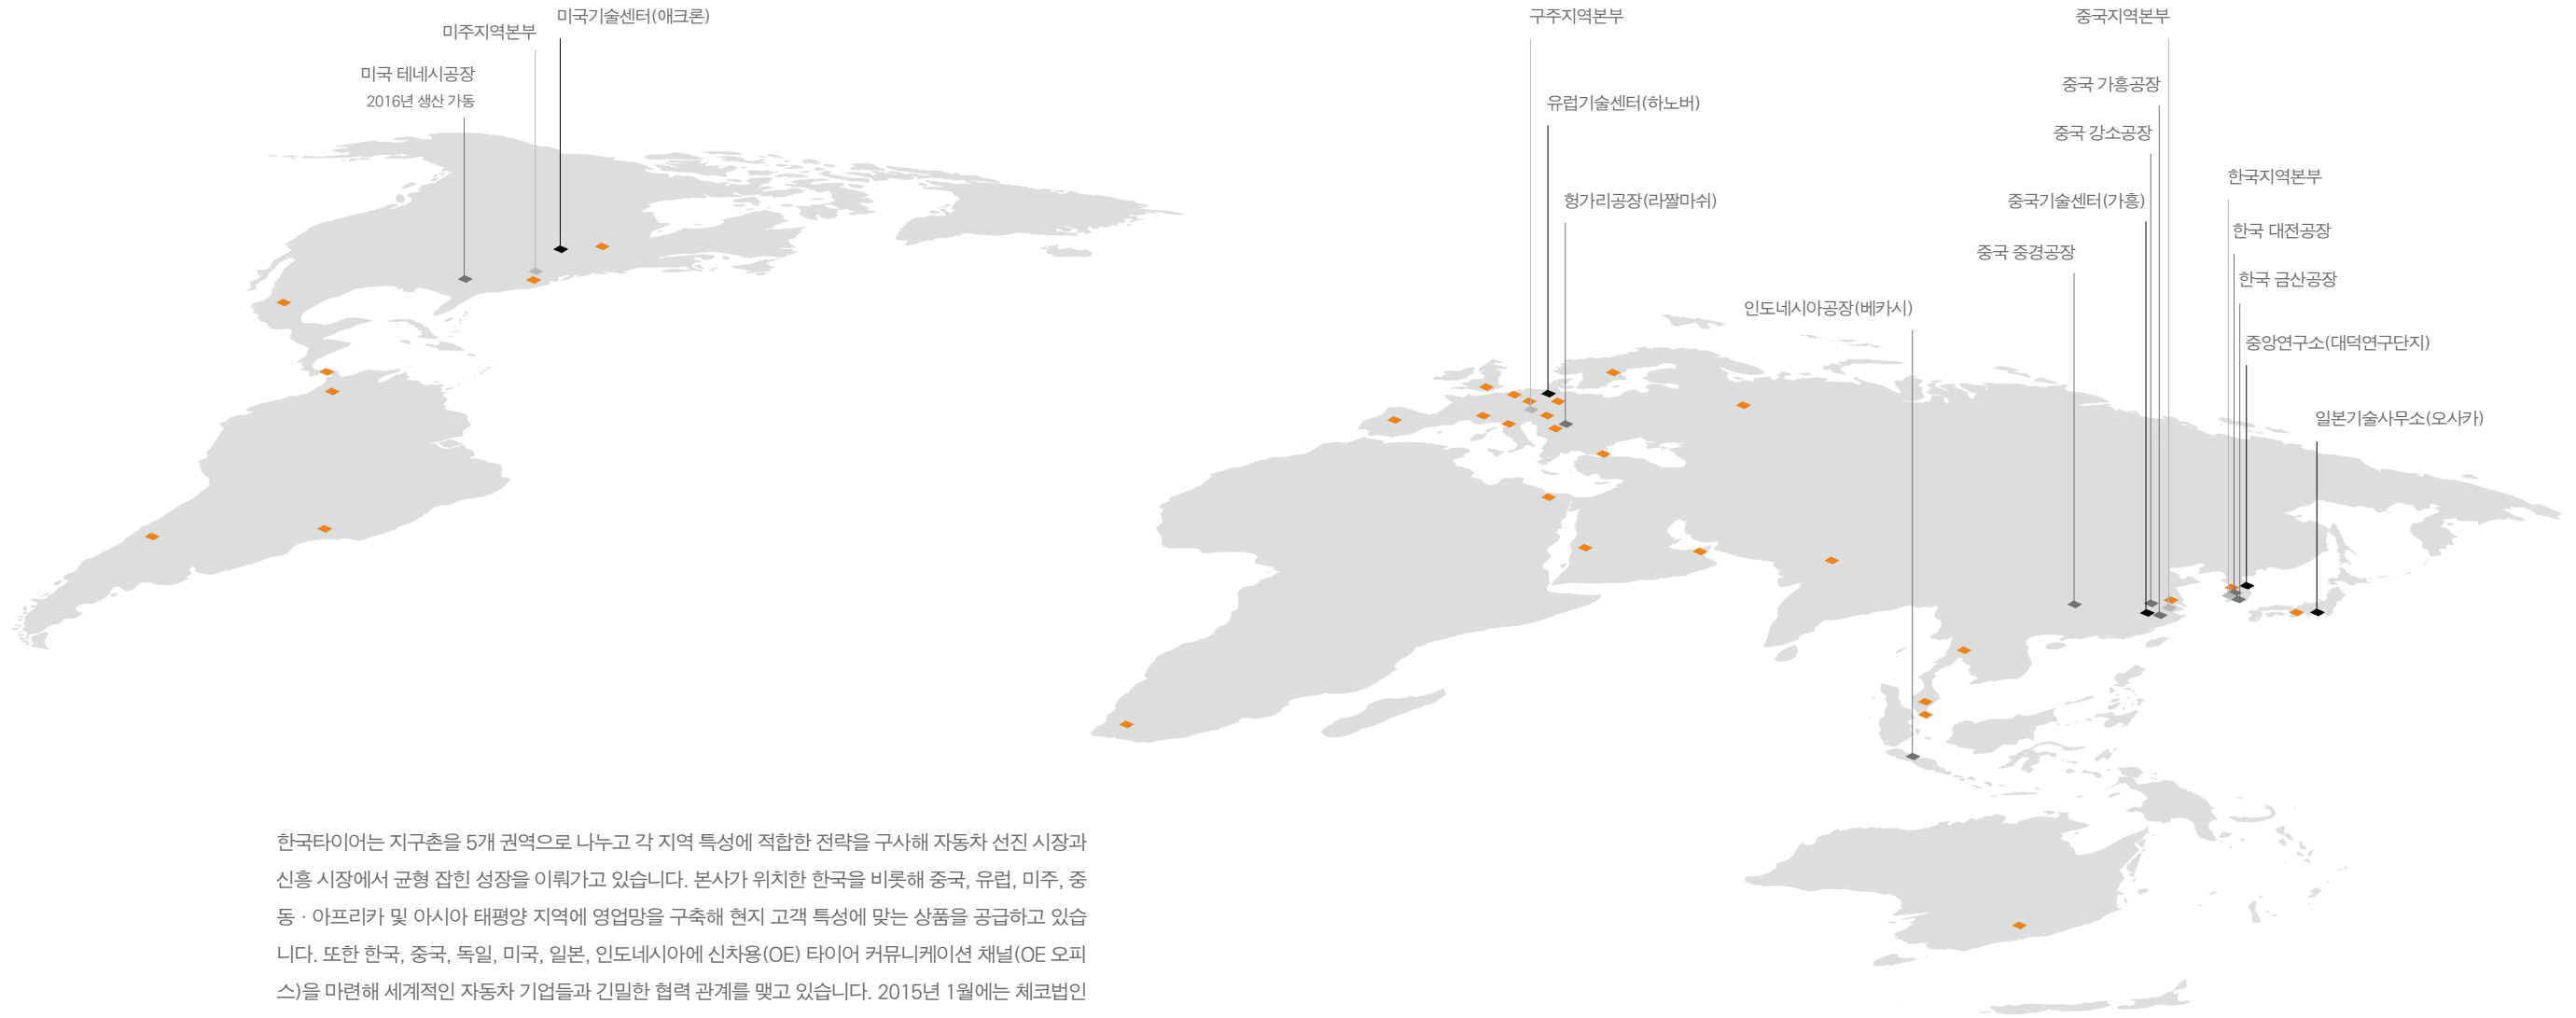 미국기술센터(애크론)
미주지역본부
미국 테네시공장
2016년 생산 가동
구주지역본부
유럽기술센터(하노버)
헝가리공장(라짤마쉬)
중국지역본부
중국 가흥공장
중국 강소공장
중국기술센터(가흥)
중국 중경공장
인도네시아공장(베카시)
한국지역본부
한국 대전공장
한국 금산공장
중앙연구소(대덕연구단지)
일본기술사무소(오사카)
한국타이어는 지구촌을 5개 권역으로 나누고 각 지역 특성에 적합한 전략을 구사해 자동차 선진 시장과
신흥 시장에서 균형 잡힌 성장을 이뤄가고 있습니다. 본사가 위치한 한국을 비롯해 중국, 유럽, 미주, 중
동 · 아프리카 및 아시아 태평양 지역에 영업망을 구축해 현지 고객 특성에 맞는 상품을 공급하고 있습
니다. 또한 한국, 중국, 독일, 미국, 일본, 인도네시아에 신차용(OE) 타이어 커뮤니케이션 채널(OE 오피
스)을 마련해 세계적인 자동차 기업들과 긴밀한 협력 관계를 맺고 있습니다. 2015년 1월에는 체코법인